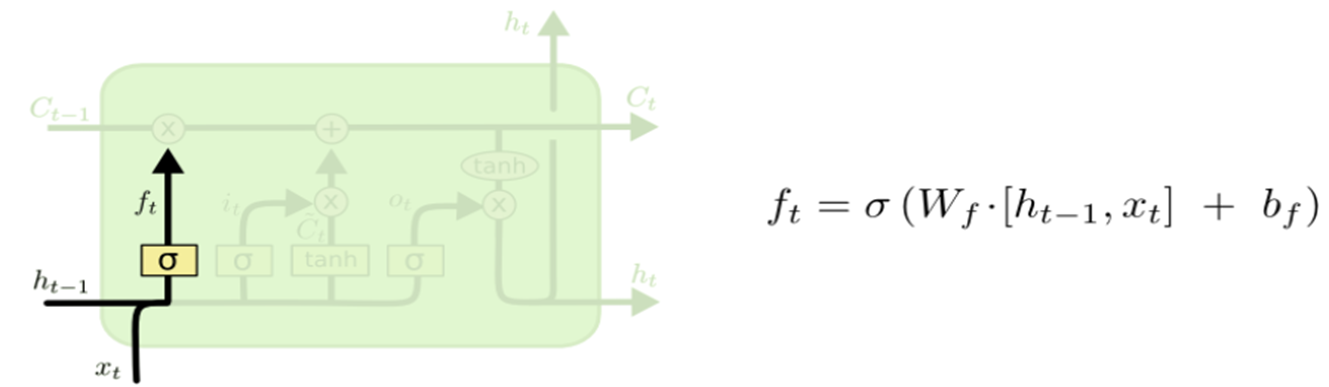 h_t
C_{t-1}
C_t
x
+
tanh
f_t
i_t
x
o_t
x
C̃_t
σ
σ
tanh
σ
h_{t-1}
h_t
x_t
f_t = σ (W_f · [h_{t-1}, x_t] + b_f)